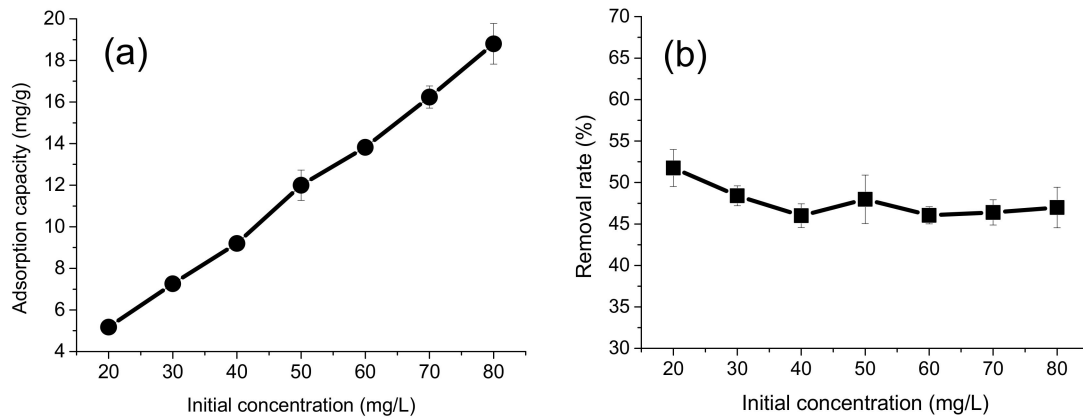 (a)
Adsorption capacity (mg/g)
20
18
16
14
12
10
8
6
4
20 30 40 50 60 70 80
Initial concentration (mg/L)
(b)
Removal rate (%)
70
65
60
55
50
45
40
35
30
20 30 40 50 60 70 80
Initial concentration (mg/L)